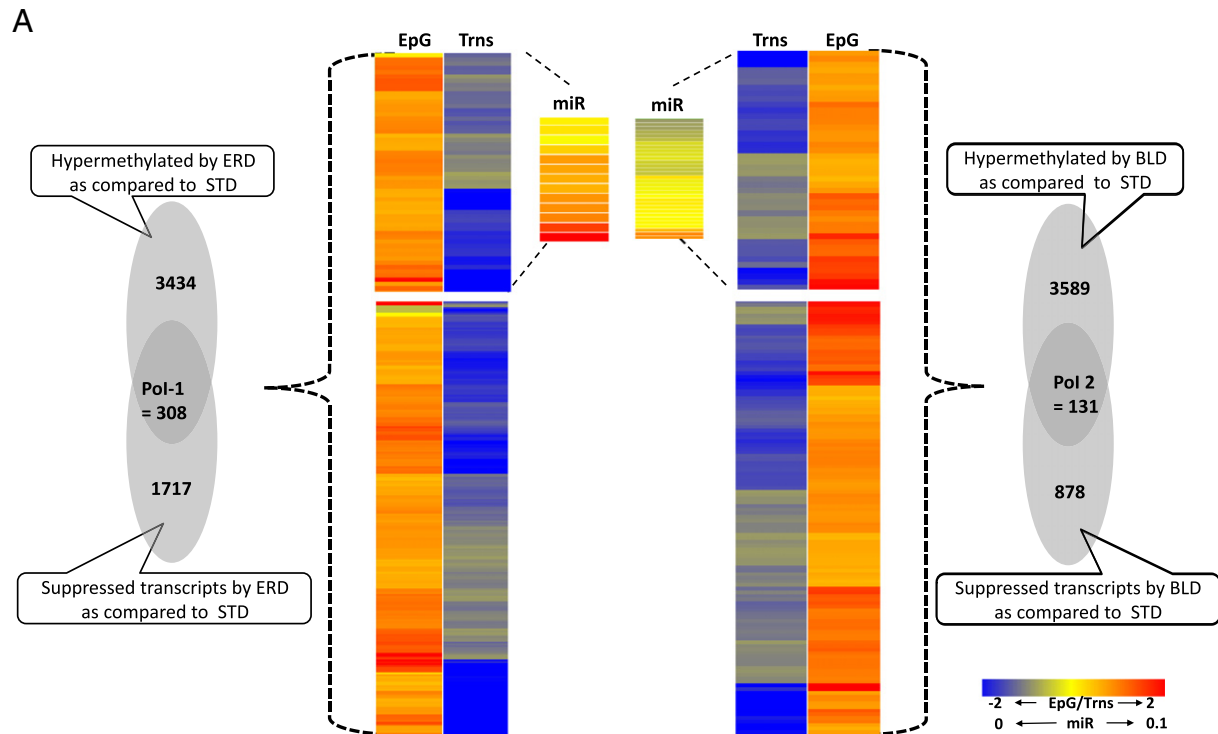 A
EpG Trns
Trns EpG
miR
miR
Hypermethylated by ERD
as compared to STD
Hypermethylated by BLD
as compared to STD
3434
3589
Pol-1
= 308
Pol 2
= 131
1717
878
Suppressed transcripts by ERD
as compared to STD
Suppressed transcripts by BLD
as compared to STD
-2 ← EpG/Trns → 2
0 ← miR → 0.1